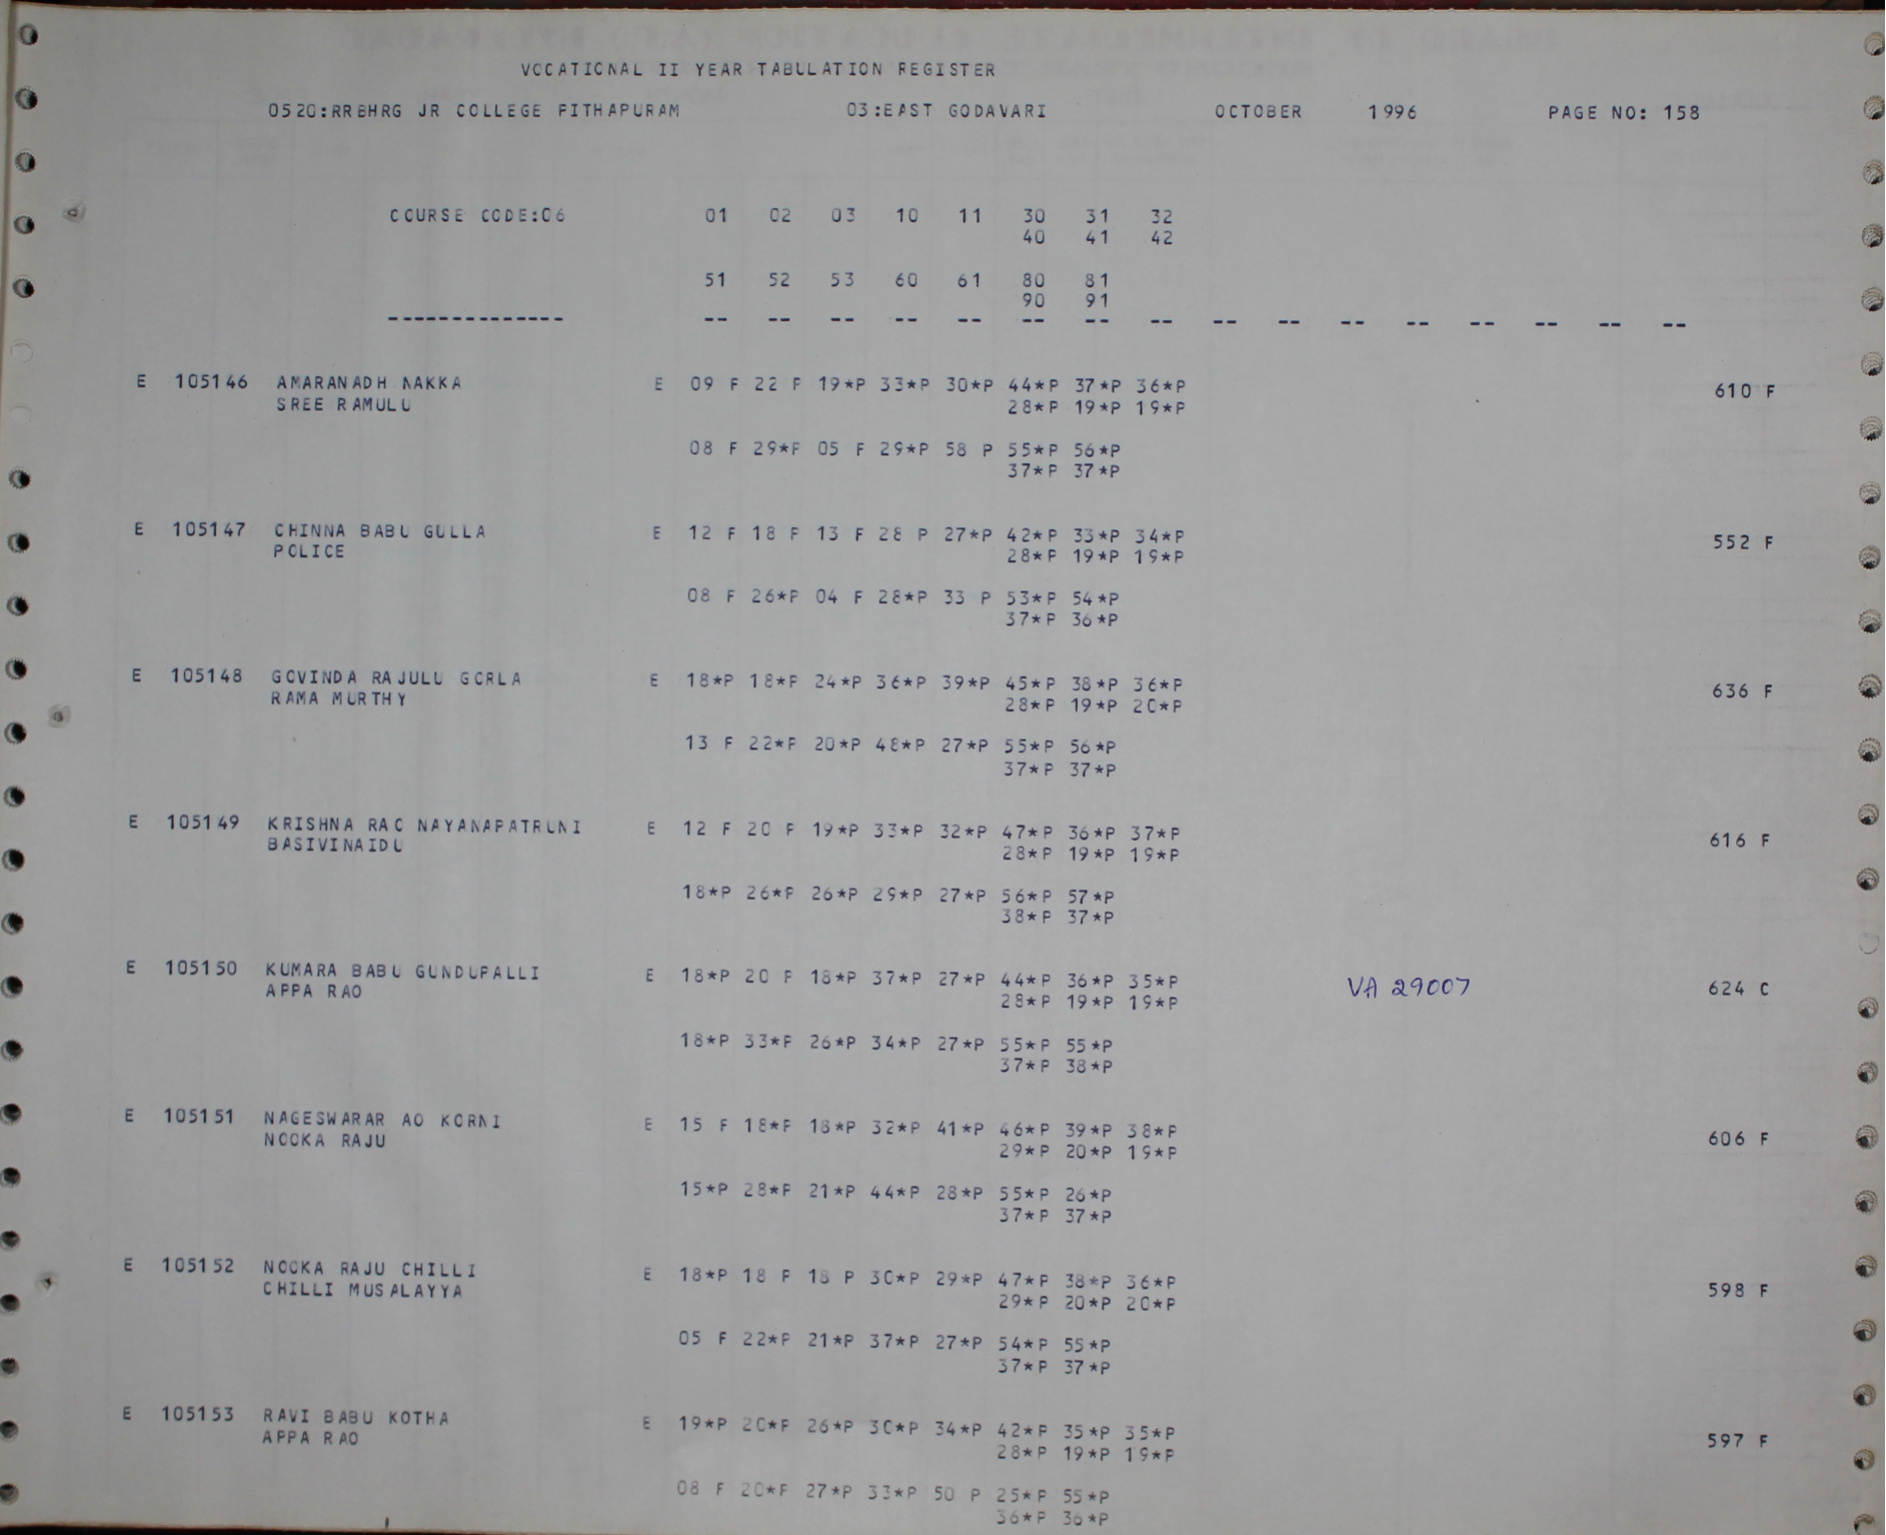 VOCATIONAL II YEAR TABULATION REGISTER
0520:RRBHRG JR COLLEGE PITHAPURAM 03:EAST GODAVARI OCTOBER 1996 PAGE NO: 158
COURSE CODE:06 01 02 03 10 11 30 31 32
40 41 42
51 52 53 60 61 80 81
90 91
-------------- -- -- -- -- -- -- -- -- -- -- -- -- -- -- -- --
E 105146 AMARANADH NAKKA E 09 F 22 F 19*P 33*P 30*P 44*P 37*P 36*P 610 F
SREE RAMULU 28*P 19*P 19*P
08 F 29*P 05 F 29*P 58 P 55*P 56*P
37*P 37*P
E 105147 CHINNA BABU GULLA E 12 F 18 F 13 F 28 P 27*P 42*P 33*P 34*P 552 F
POLICE 28*P 19*P 19*P
08 F 26*P 04 F 28*P 33 P 53*P 54*P
37*P 36*P
E 105148 GOVINDA RAJULU GORLA E 18*P 18*P 24*P 36*P 39*P 45*P 38*P 36*P 636 F
RAMA MURTHY 28*P 19*P 20*P
13 F 22*P 20*P 48*P 27*P 55*P 56*P
37*P 37*P
E 105149 KRISHNA RAO NAYANAPATRUNI E 12 F 20 F 19*P 33*P 32*P 47*P 36*P 37*P 616 F
BASIVINAIDU 28*P 19*P 19*P
18*P 26*P 26*P 29*P 27*P 56*P 57*P
38*P 37*P
E 105150 KUMARA BABU GUNDUPALLI E 18*P 20 P 18*P 37*P 27*P 44*P 36*P 35*P VA 29007 624 C
APPA RAO 28*P 19*P 19*P
18*P 33*P 26*P 34*P 27*P 55*P 55*P
37*P 38*P
E 105151 NAGESWARAR AO KORNI E 15 F 18*P 18*P 32*P 41*P 46*P 39*P 38*P 606 F
NOOKA RAJU 29*P 20*P 19*P
15*P 28*P 21*P 44*P 28*P 55*P 26*P
37*P 37*P
E 105152 NOOKA RAJU CHILLI E 18*P 18 F 18 P 30*P 29*P 47*P 38*P 36*P 598 F
CHILLI MUSALAYYA 29*P 20*P 20*P
05 F 22*P 21*P 37*P 27*P 54*P 55*P
37*P 37*P
E 105153 RAVI BABU KOTHA E 19*P 20*P 26*P 30*P 34*P 42*P 35*P 35*P 597 F
APPA RAO 28*P 19*P 19*P
08 F 20*P 27*P 33*P 50 P 25*P 55*P
36*P 36*P